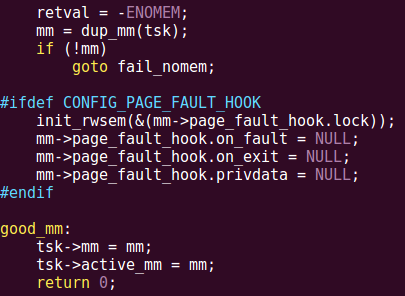 retval = -ENOMEM;
mm = dup_mm(tsk);
if (!mm)
goto fail_nomem;
#ifdef CONFIG_PAGE_FAULT_HOOK
init_rwsem(&(mm->page_fault_hook.lock));
mm->page_fault_hook.on_fault = NULL;
mm->page_fault_hook.on_exit = NULL;
mm->page_fault_hook.privdata = NULL;
#endif
good_mm:
tsk->mm = mm;
tsk->active_mm = mm;
return 0;